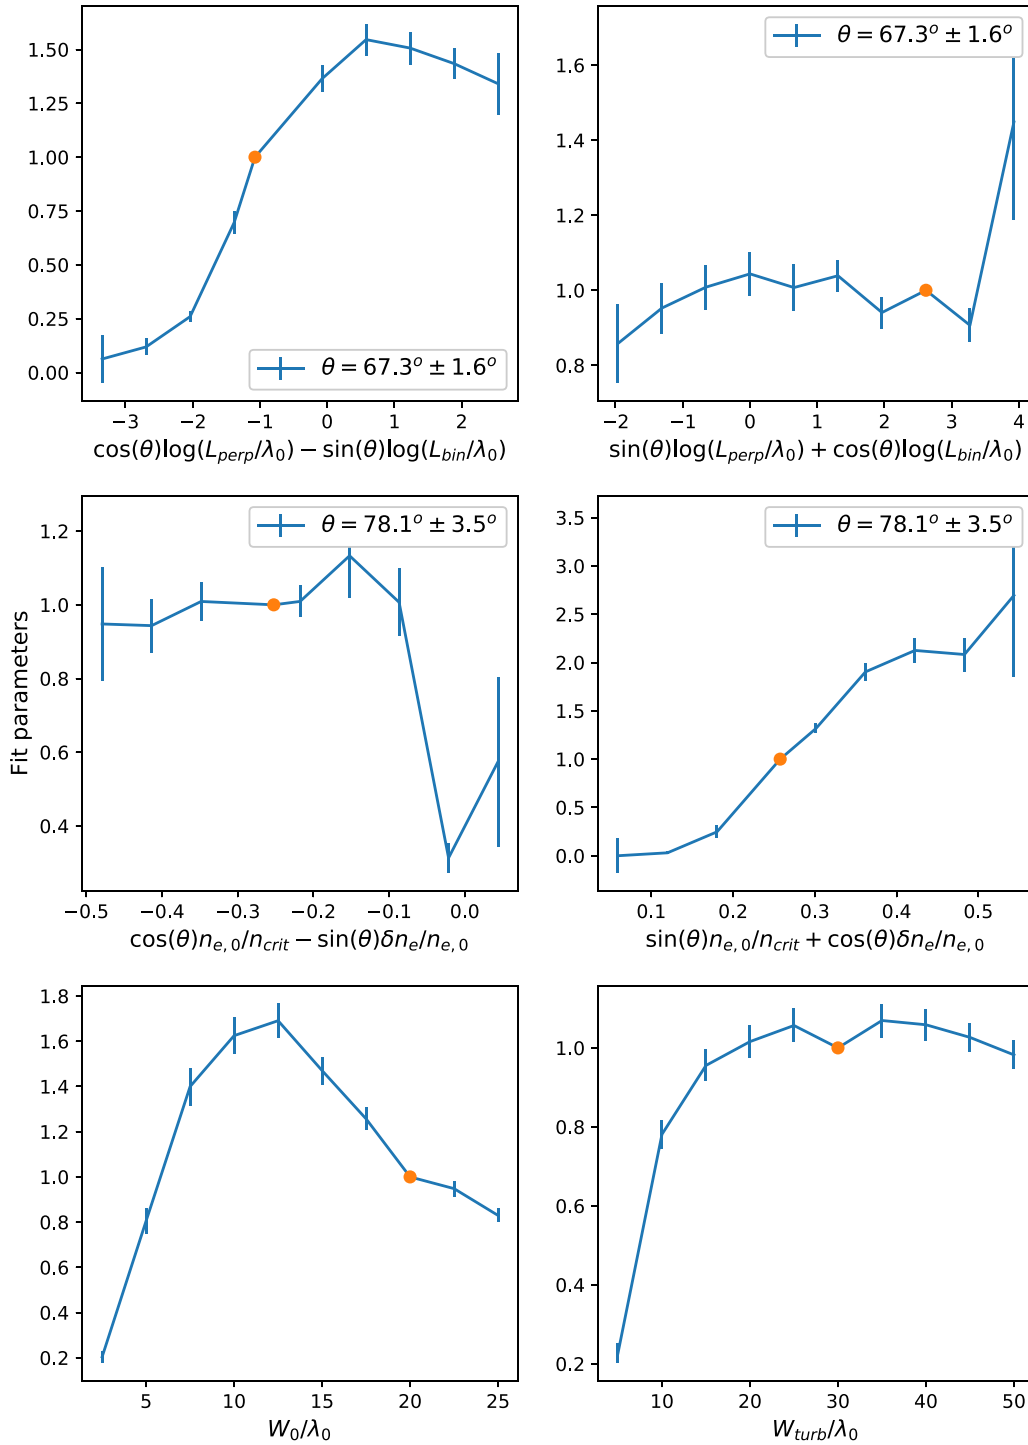 1.50
1.25
1.00
0.75
0.50
0.25
0.00
θ = 67.3° ± 1.6°
−3 −2 −1 0 1 2
cos(θ)log(L_perp/λ_0) − sin(θ)log(L_bin/λ_0)
1.6
1.4
1.2
1.0
0.8
θ = 67.3° ± 1.6°
−2 −1 0 1 2 3 4
sin(θ)log(L_perp/λ_0) + cos(θ)log(L_bin/λ_0)
Fit parameters
1.2
1.0
0.8
0.6
0.4
θ = 78.1° ± 3.5°
−0.5 −0.4 −0.3 −0.2 −0.1 0.0
cos(θ)n_e,0/n_crit − sin(θ)δn_e/n_e,0
3.5
3.0
2.5
2.0
1.5
1.0
0.5
0.0
θ = 78.1° ± 3.5°
0.1 0.2 0.3 0.4 0.5
sin(θ)n_e,0/n_crit + cos(θ)δn_e/n_e,0
1.8
1.6
1.4
1.2
1.0
0.8
0.6
0.4
0.2
5 10 15 20 25
W_0/λ_0
1.0
0.8
0.6
0.4
0.2
10 20 30 40 50
W_turb/λ_0